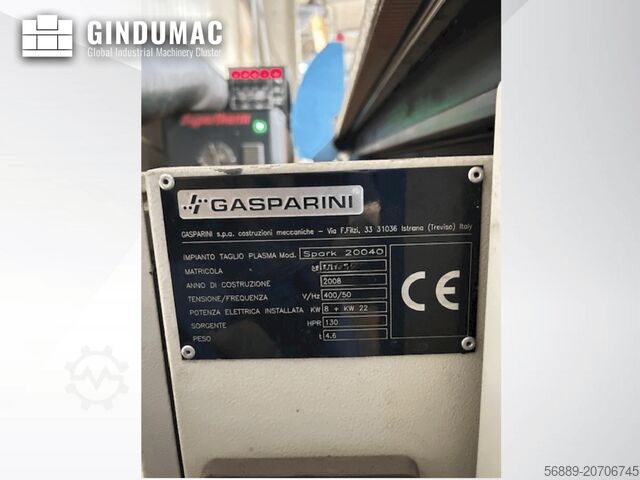 GINDUMAC
Global Industrial Machinery Cluster
Hypertherm
GASPARINI
GASPARINI s.p.a. costruzioni meccaniche - Via F.Filzi, 33 31036 Istrana (Treviso) Italy
IMPIANTO TAGLIO PLASMA Mod. Spark 20040
MATRICOLA
ANNO DI COSTRUZIONE 2008
TENSIONE/FREQUENZA V/Hz 400/50
POTENZA ELETTRICA INSTALLATA KW 8 + KW 22
SORGENTE HPR 130
PESO t 4.6
CE
56889-20706745